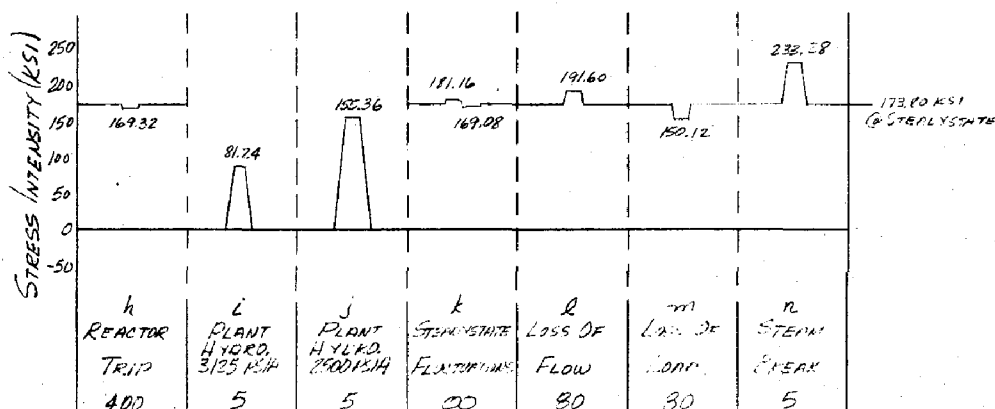 STRESS INTENSITY (KSI)
250
200
150
100
50
0
-50
169.32
81.24
155.36
181.16
169.08
191.60
150.12
173.80 KSI
@ STEADYSTATE
h
REACTOR
TRIP
400
i
PLANT
HYDRO.
3125 PSIA
5
j
PLANT
HYDRO.
2500 PSIA
5
k
STEADYSTATE
FLUCTUATIONS
∞
l
LOSS OF
FLOW
80
m
LOSS OF
LOAD
80
n
STEAM
BREAK
5